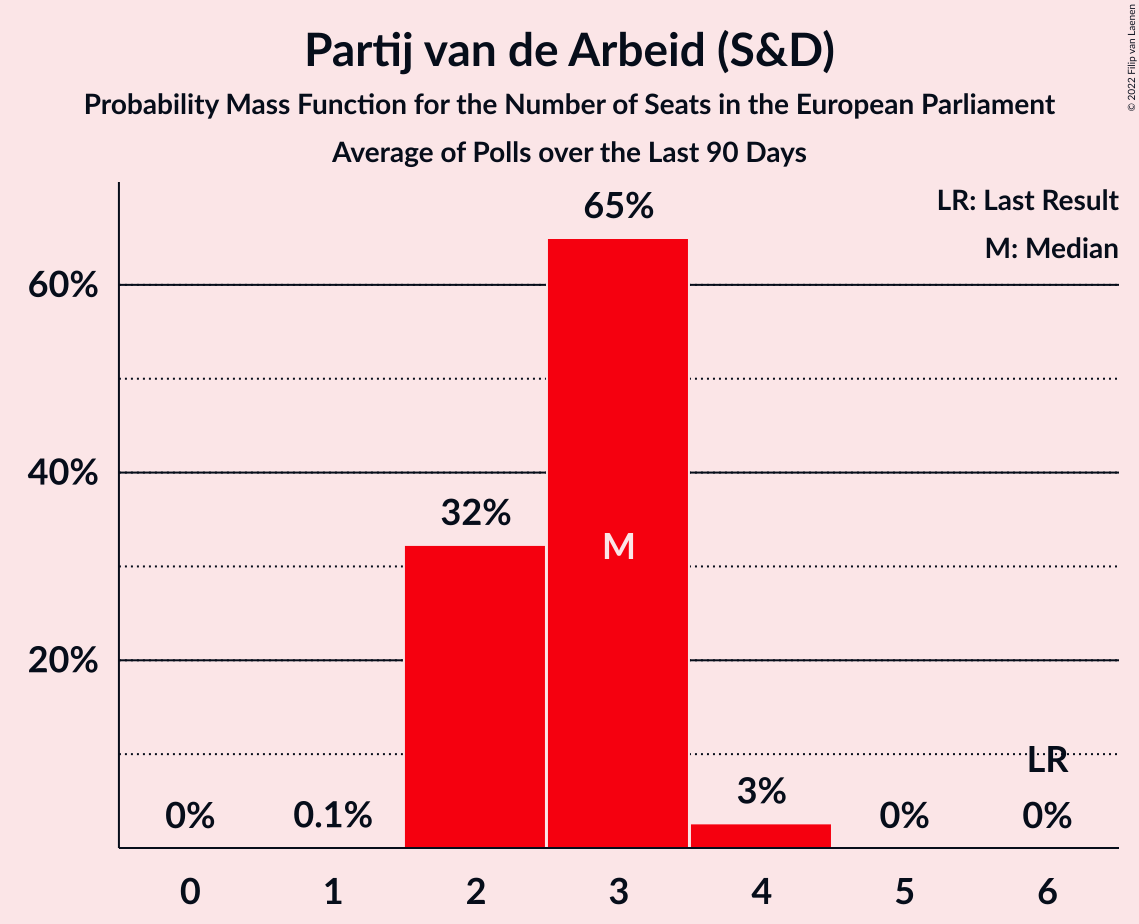 Partij van de Arbeid (S&D)
Probability Mass Function for the Number of Seats in the European Parliament
Average of Polls over the Last 90 Days
© 2022 Filip van Laenen
LR: Last Result
M: Median
65%
60%
40%
32%
M
20%
LR
0%
0.1%
3%
0%
0%
0 1 2 3 4 5 6